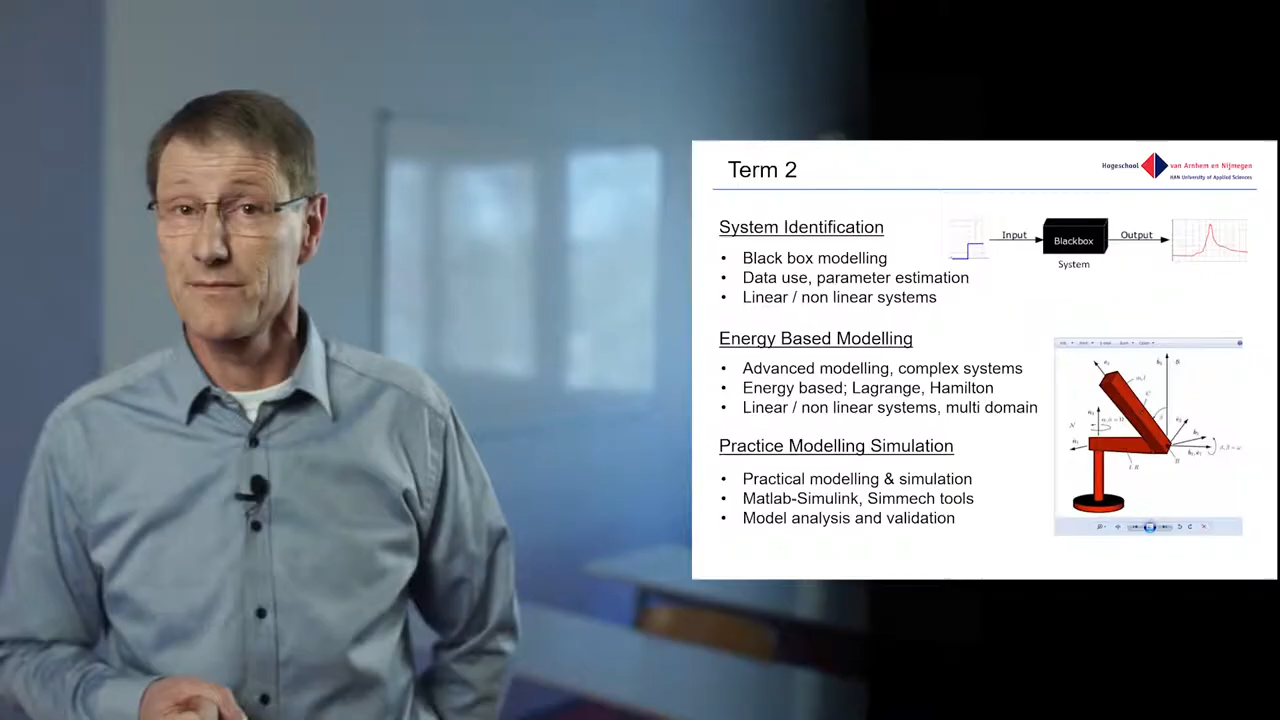 Term 2
Hogeschool van Arnhem en Nijmegen
HAN University of Applied Sciences
System Identification
Input
Blackbox
Output
System
• Black box modelling
• Data use, parameter estimation
• Linear / non linear systems
Energy Based Modelling
• Advanced modelling, complex systems
• Energy based; Lagrange, Hamilton
• Linear / non linear systems, multi domain
Practice Modelling Simulation
• Practical modelling & simulation
• Matlab-Simulink, Simmech tools
• Model analysis and validation